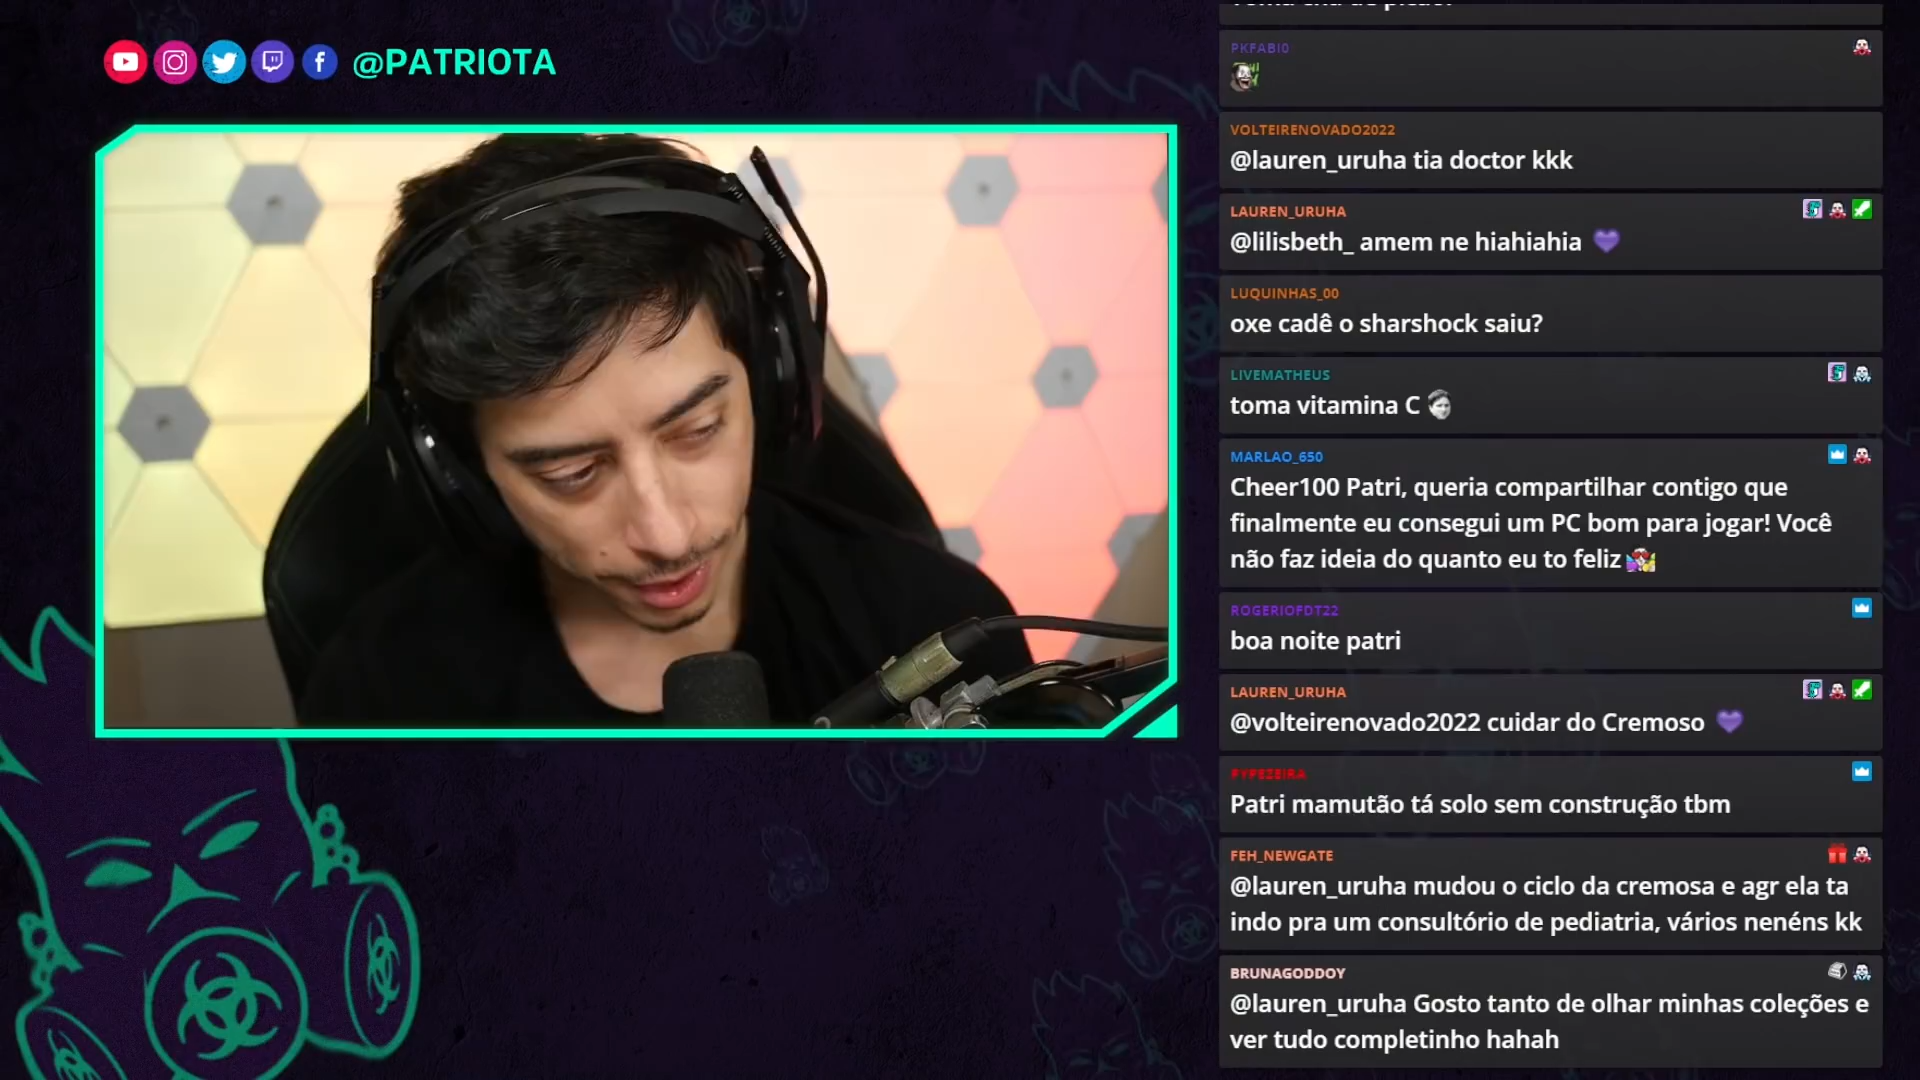 @PATRIOTA
PKFABI0
VOLTEIRENOVADO2022
@lauren_uruha tia doctor kkk
LAUREN_URUHA
@lilisbeth_ amem ne hiahiahia
LUQUINHAS_00
oxe cadê o sharshock saiu?
LIVEMATHEUS
toma vitamina C
MARLAO_650
Cheer100 Patri, queria compartilhar contigo que
finalmente eu consegui um PC bom para jogar! Você
não faz ideia do quanto eu to feliz
ROGERIOFDT22
boa noite patri
LAUREN_URUHA
@volteirenovado2022 cuidar do Cremoso
FYPEZEIRA
Patri mamutão tá solo sem construção tbm
FEH_NEWGATE
@lauren_uruha mudou o ciclo da cremosa e agr ela ta
indo pra um consultório de pediatria, vários nenéns kk
BRUNAGODDOY
@lauren_uruha Gosto tanto de olhar minhas coleções e
ver tudo completinho hahah